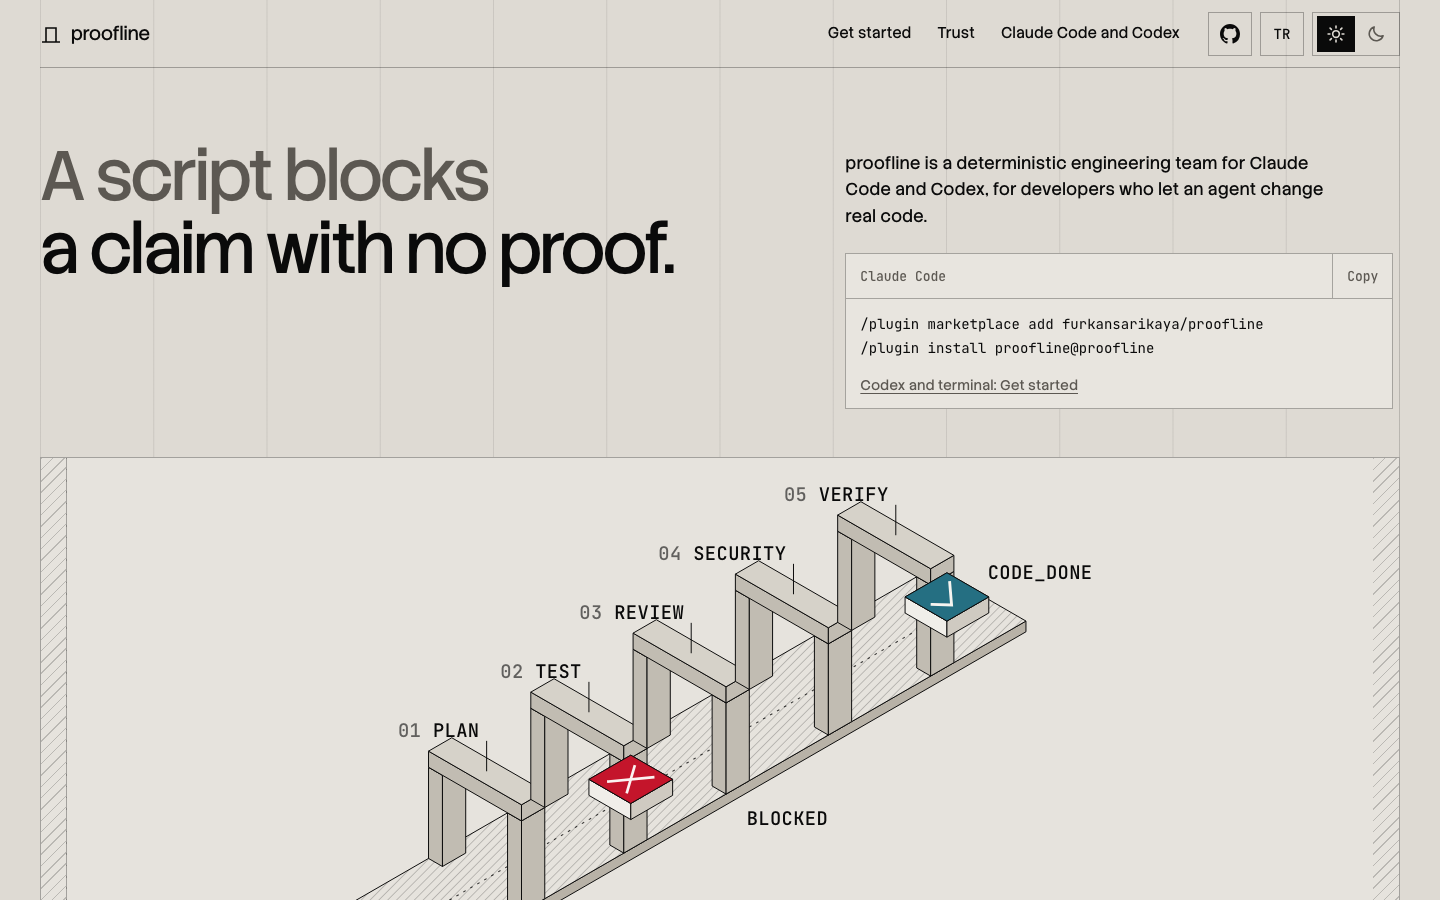 proofline
Get started
Trust
Claude Code and Codex
TR
A script blocks
a claim with no proof.
proofline is a deterministic engineering team for Claude
Code and Codex, for developers who let an agent change
real code.
Claude Code
Copy
/plugin marketplace add furkansarikaya/proofline
/plugin install proofline@proofline
Codex and terminal: Get started
05 VERIFY
04 SECURITY
CODE_DONE
03 REVIEW
02 TEST
01 PLAN
BLOCKED